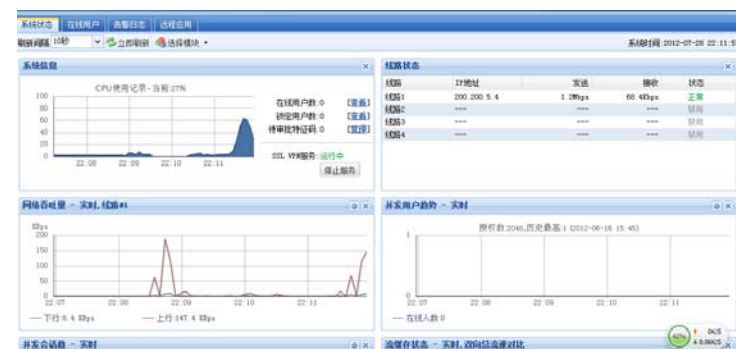 系统状态 在线用户 告警日志 远程应用
刷新间隔 10秒 立即刷新 选择模块 系统时间:2012-07-28 22:11:5
系统信息
CPU使用记录-当前:27%
100
80
60
40
20
0
22:08 22:09 22:10 22:11
在线用户数:0 [查看]
锁定用户数:0 [查看]
待审批特征码:0 [管理]
SSL VPN服务:运行中
停止服务
线路状态
线路 IP地址 发送 接收 状态
线路1 200.200.5.4 1.2Mbps 68.4Kbps 正常
线路2 --- --- --- 禁用
线路3 --- --- --- 禁用
线路4 --- --- --- 禁用
网络吞吐量 - 实时,线路#1
KBps
200
150
100
50
0
22:07 22:08 22:09 22:10 22:11
下行:8.4 KBps 上行:147.4 KBps
并发用户趋势 - 实时
授权数:2048,历史最高:1 (2012-06-16 15:45)
1
0
22:07 22:08 22:09 22:10 22:11
在线人数:0
并发会话数 - 实时
流缓存状态 - 实时,双向总流速对比
42%
0K/S
0.06K/S